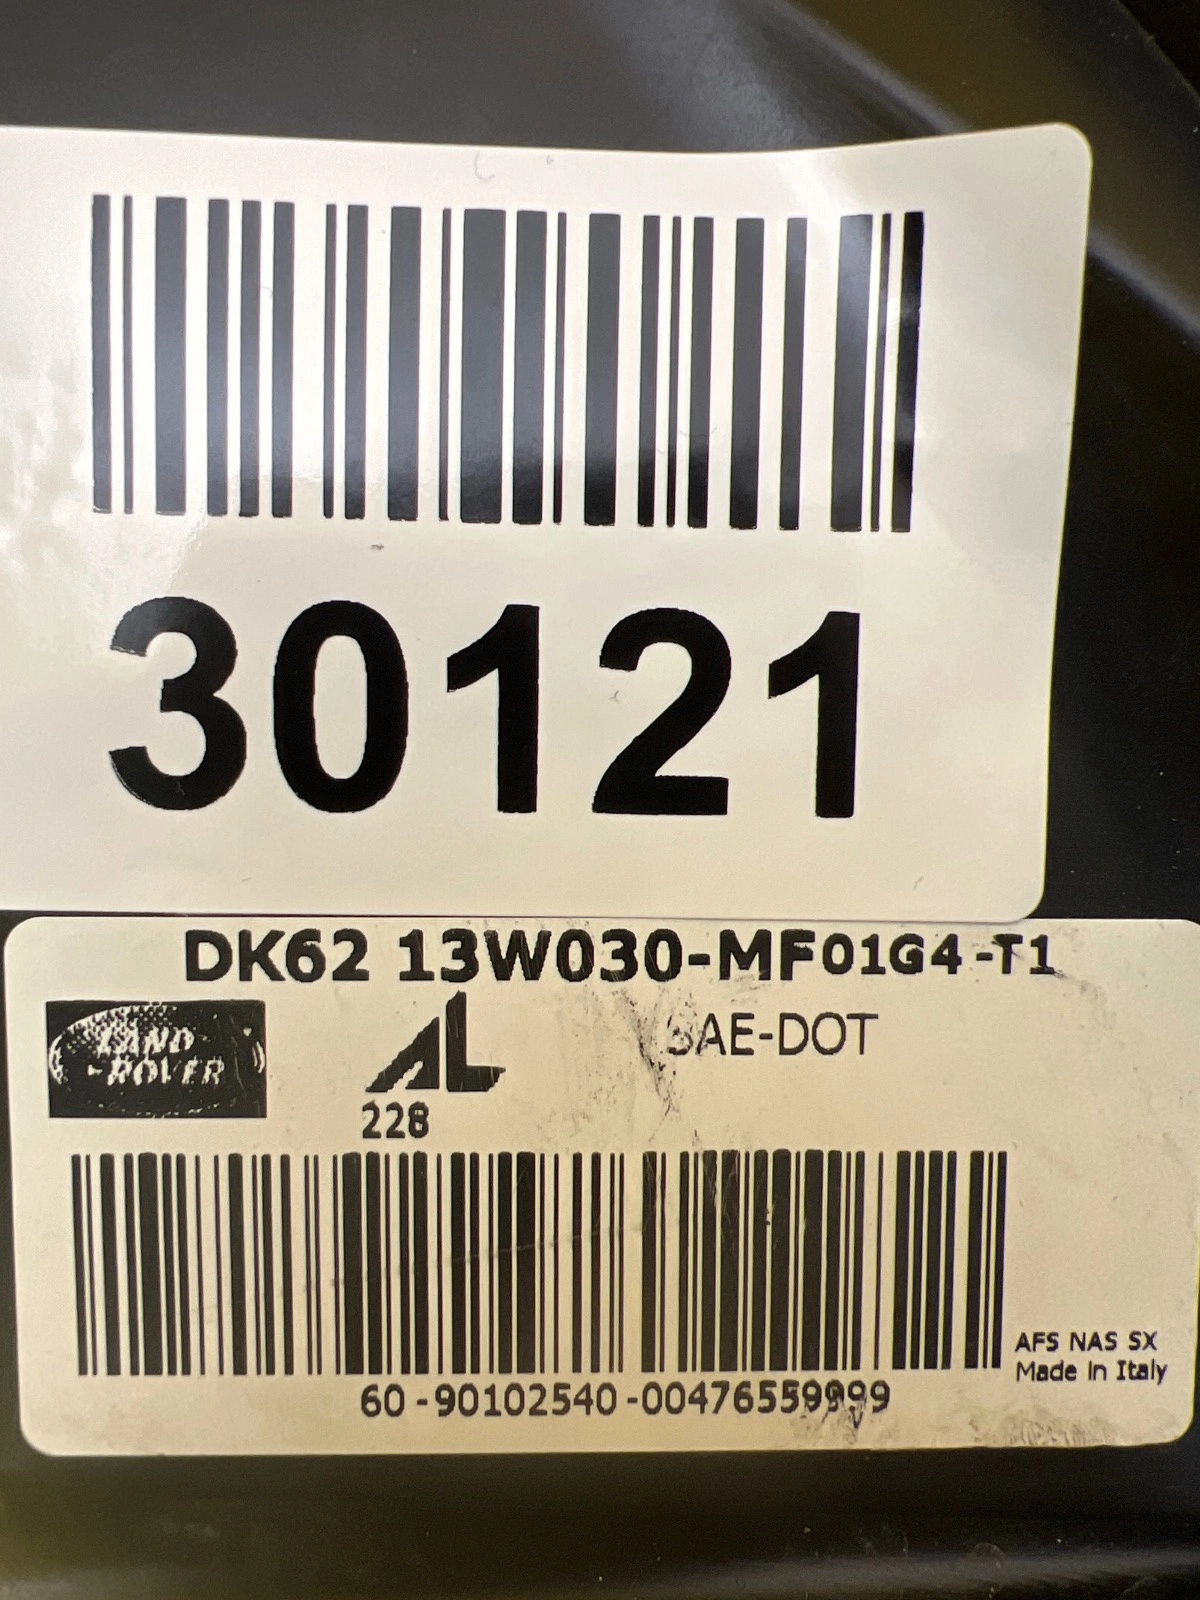 30121
DK62 13W030-MF01G4-T1
LAND
ROVER
AL
SAE-DOT
228
AFS NAS SX
Made in Italy
60-90102540-00476559999